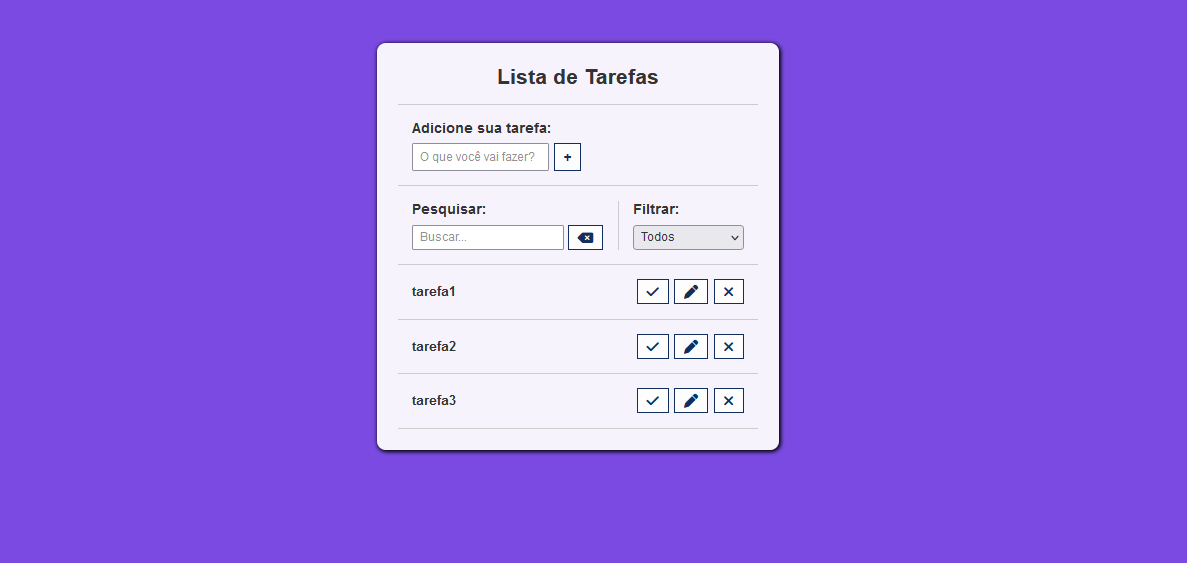 Lista de Tarefas
Adicione sua tarefa:
O que você vai fazer?
+
Pesquisar:
Filtrar:
Buscar...
Todos
tarefa1
tarefa2
tarefa3